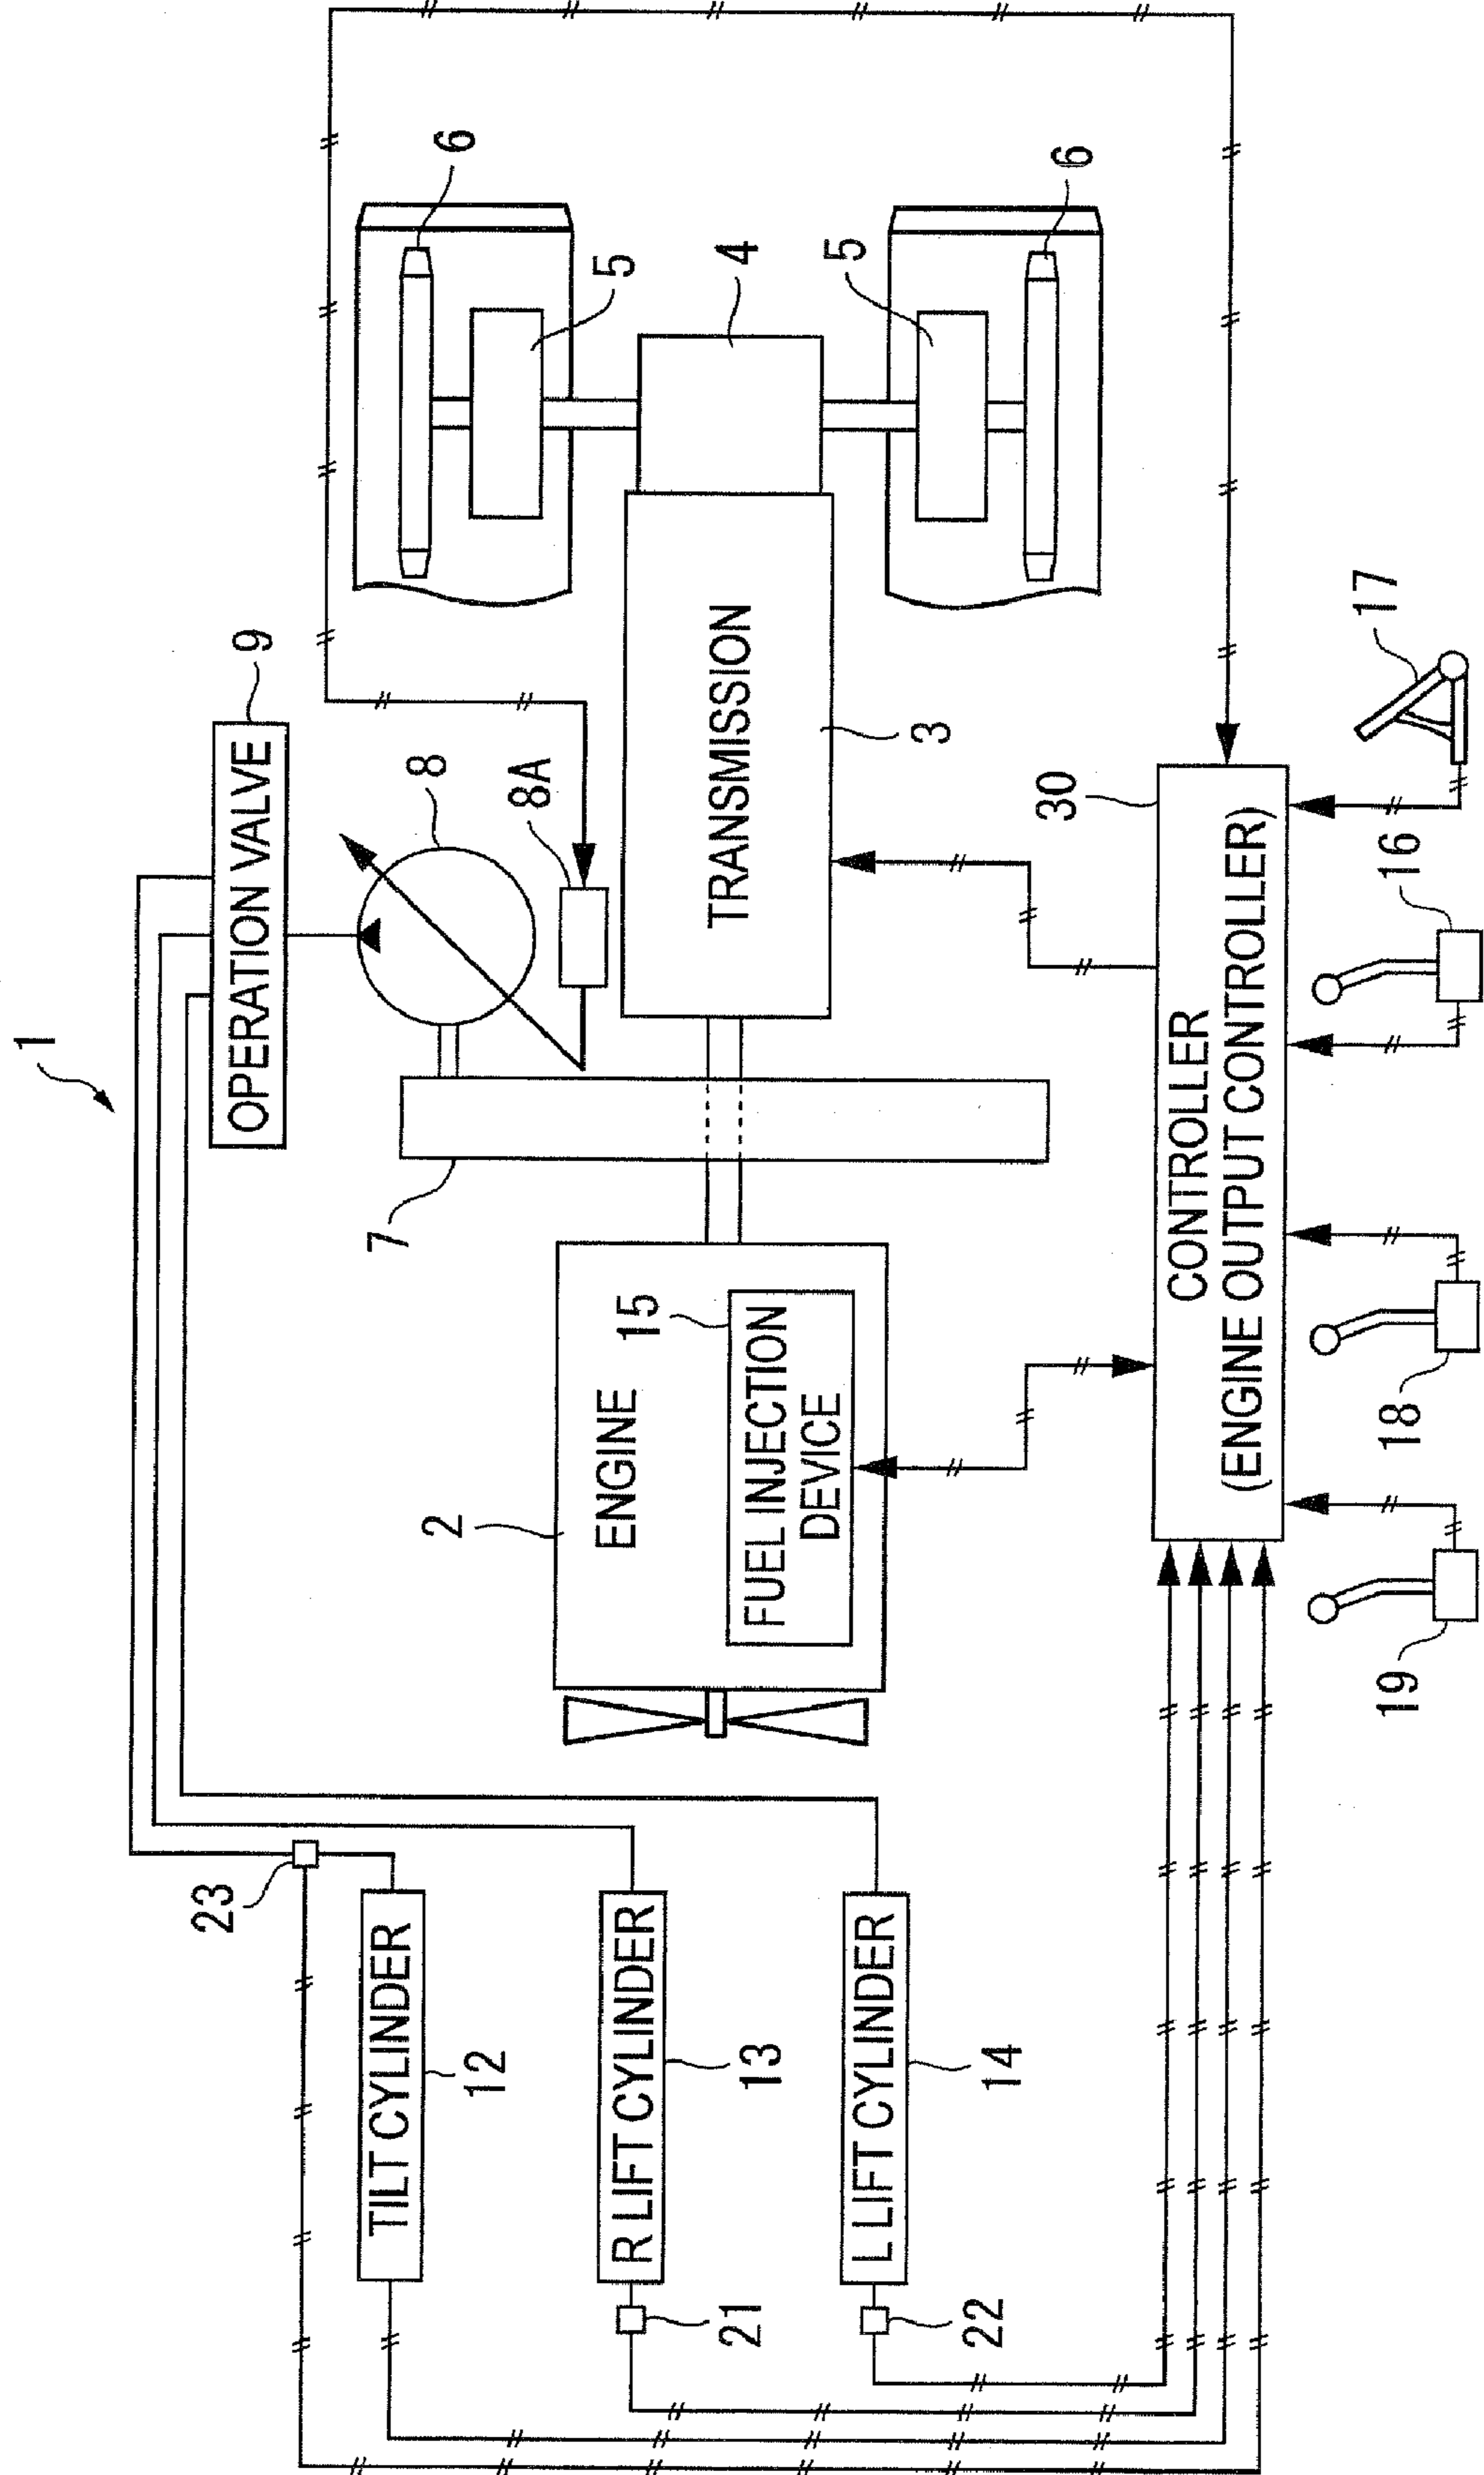 1
OPERATION VALVE
9
23
TILT CYLINDER
12
7
8
8A
6
5
R LIFT CYLINDER
13
21
2
ENGINE
15
FUEL INJECTION
DEVICE
TRANSMISSION
3
4
5
6
L LIFT CYLINDER
14
22
30
CONTROLLER
(ENGINE OUTPUT CONTROLLER)
19
18
16
17